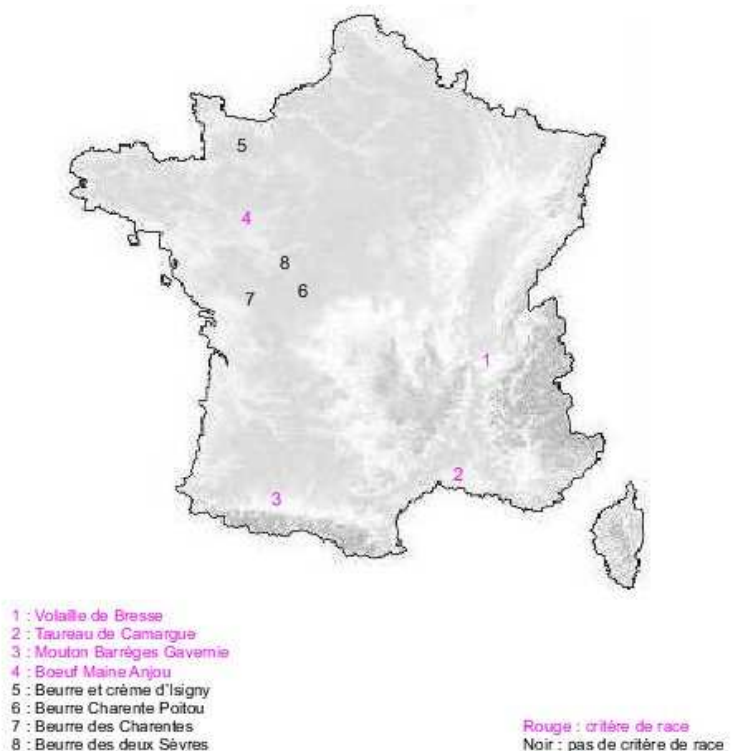 5
4
8
6
7
1
2
3
1 : Volaille de Bresse
2 : Taureau de Camargue
3 : Mouton Barrèges Gavernie
4 : Boeuf Maine Anjou
5 : Beurre et crème d'Isigny
6 : Beurre Charente Poitou
7 : Beurre des Charentes
8 : Beurre des deux Sèvres
Rouge : critère de race
Noir : pas de critère de race